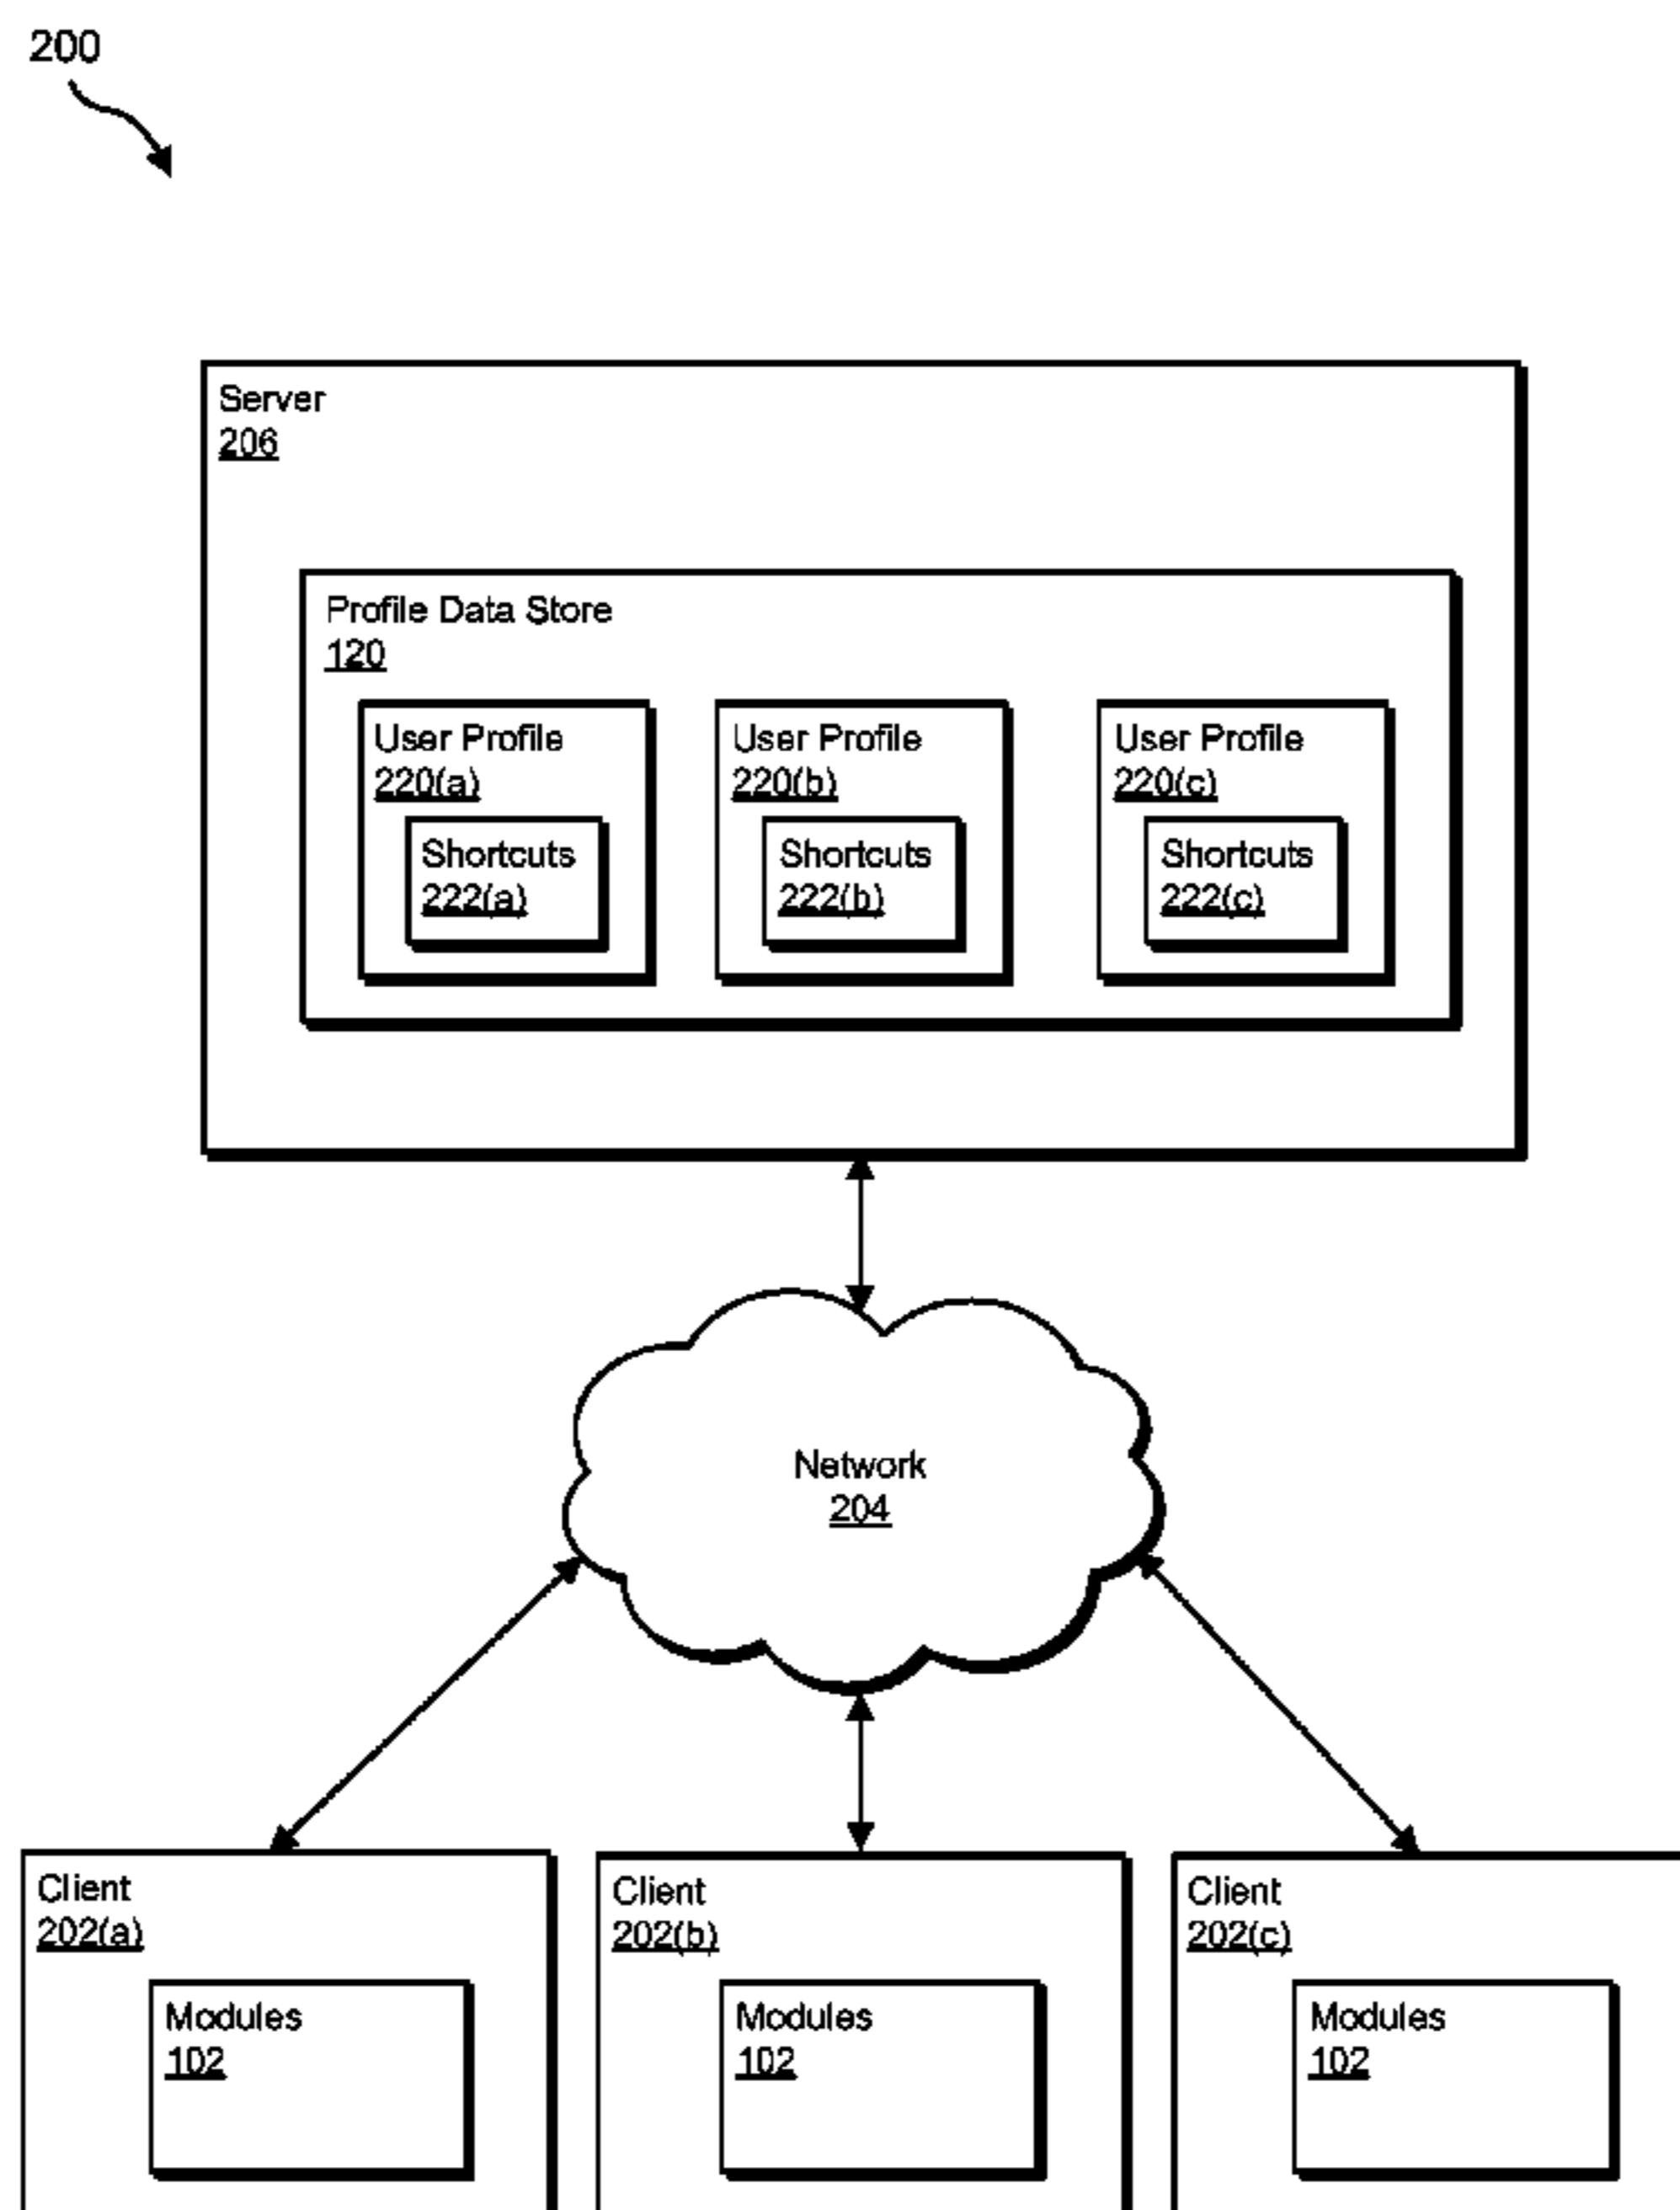 200
Server
206
Profile Data Store
120
User Profile
220(a)
Shortcuts
222(a)
User Profile
220(b)
Shortcuts
222(b)
User Profile
220(c)
Shortcuts
222(c)
Network
204
Client
202(a)
Modules
102
Client
202(b)
Modules
102
Client
202(c)
Modules
102